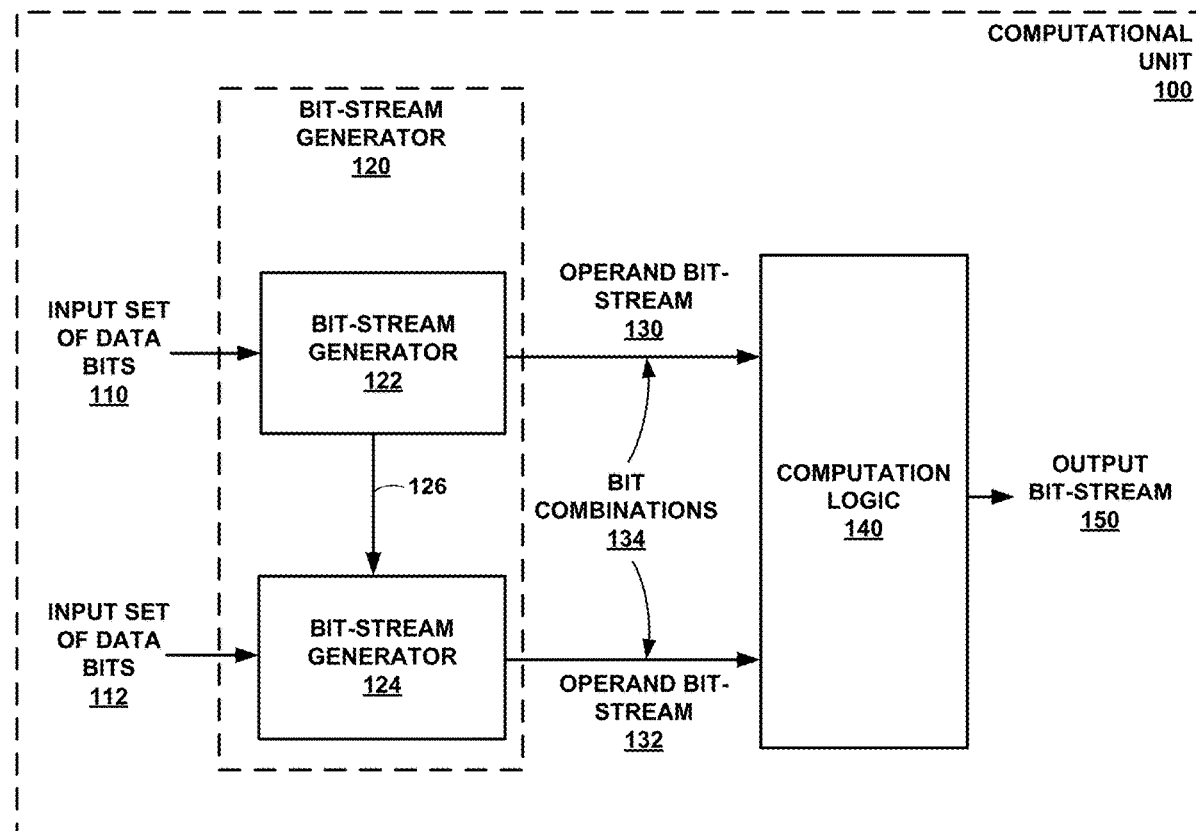 COMPUTATIONAL
UNIT
100
BIT-STREAM
GENERATOR
120
INPUT SET
OF DATA
BITS
110
BIT-STREAM
GENERATOR
122
OPERAND BIT-
STREAM
130
126
BIT
COMBINATIONS
134
COMPUTATION
LOGIC
140
OUTPUT
BIT-STREAM
150
INPUT SET
OF DATA
BITS
112
BIT-STREAM
GENERATOR
124
OPERAND BIT-
STREAM
132